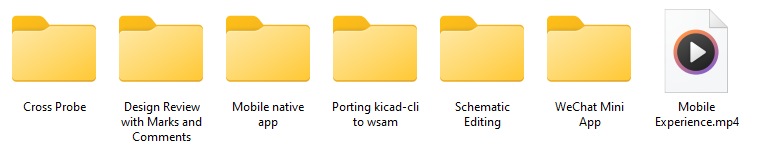 Cross Probe
Design Review
with Marks and
Comments
Mobile native
app
Porting kicad-cli
to wsam
Schematic
Editing
WeChat Mini
App
Mobile
Experience.mp4